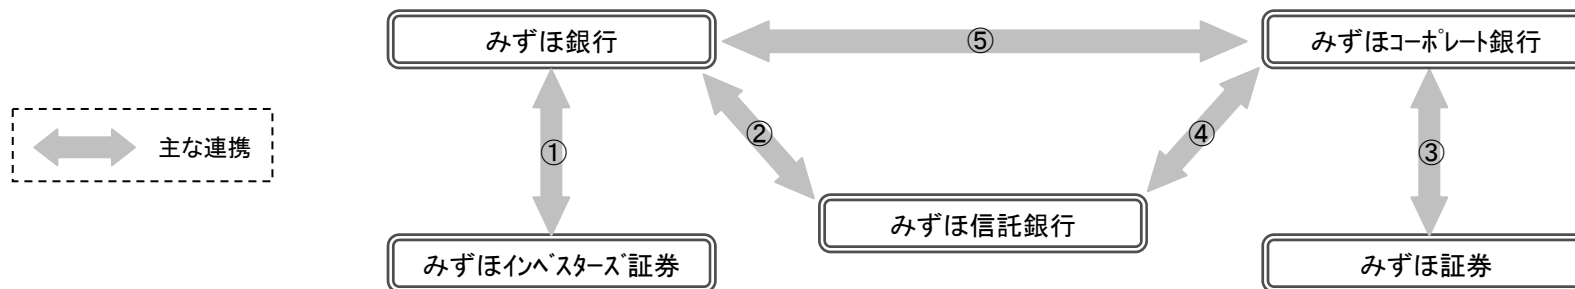 みずほ銀行
⑤
みずほｺｰﾎﾟﾚｰﾄ銀行
主な連携
①
②
④
③
みずほ信託銀行
みずほｲﾝﾍﾞｽﾀｰｽﾞ証券
みずほ証券